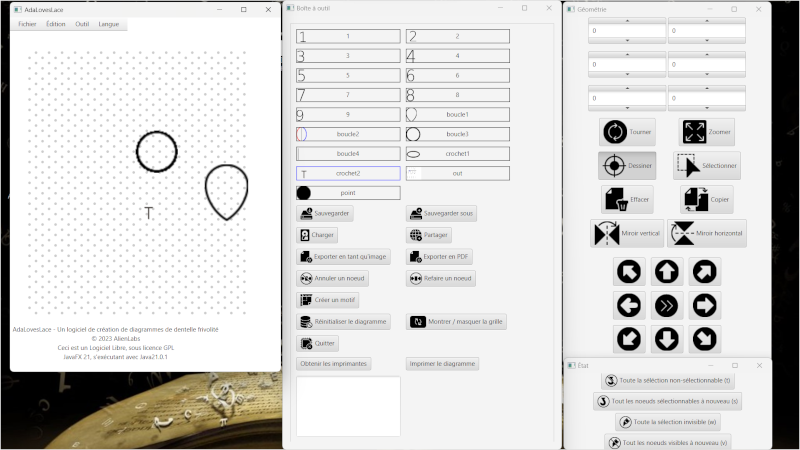 AdaLovesLace
Fichier Édition Outil Langue
T
AdaLovesLace - Un logiciel de création de diagrammes de dentelle frivolité
© 2023 AlienLabs
Ceci est un Logiciel Libre, sous licence GPL
JavaFX 21, s'exécutant avec Java21.0.1
Boite à outil
1 1 2 2
3 3 4 4
5 5 6 6
7 7 8 8
9 9 boucle1
boucle2 boucle3
boucle4 crochet1
T crochet2 out
point
Sauvegarder Sauvegarder sous
Charger Partager
Exporter en tant qu'image Exporter en PDF
Annuler un noeud Refaire un noeud
Créer un motif
Réinitialiser le diagramme Montrer / masquer la grille
Quitter
Obtenir les imprimantes Imprimer le diagramme
Géométrie
0 0
0 0
0 0
Tourner Zoomer
Dessiner Sélectionner
Effacer Copier
Miroir vertical Miroir horizontal
État
Toute la séléction non-sélectionnable (t)
Tout les noeuds sélectionnables à nouveau (s)
Toute la sélection invisible (w)
Tout les noeuds visibles à nouveau (v)